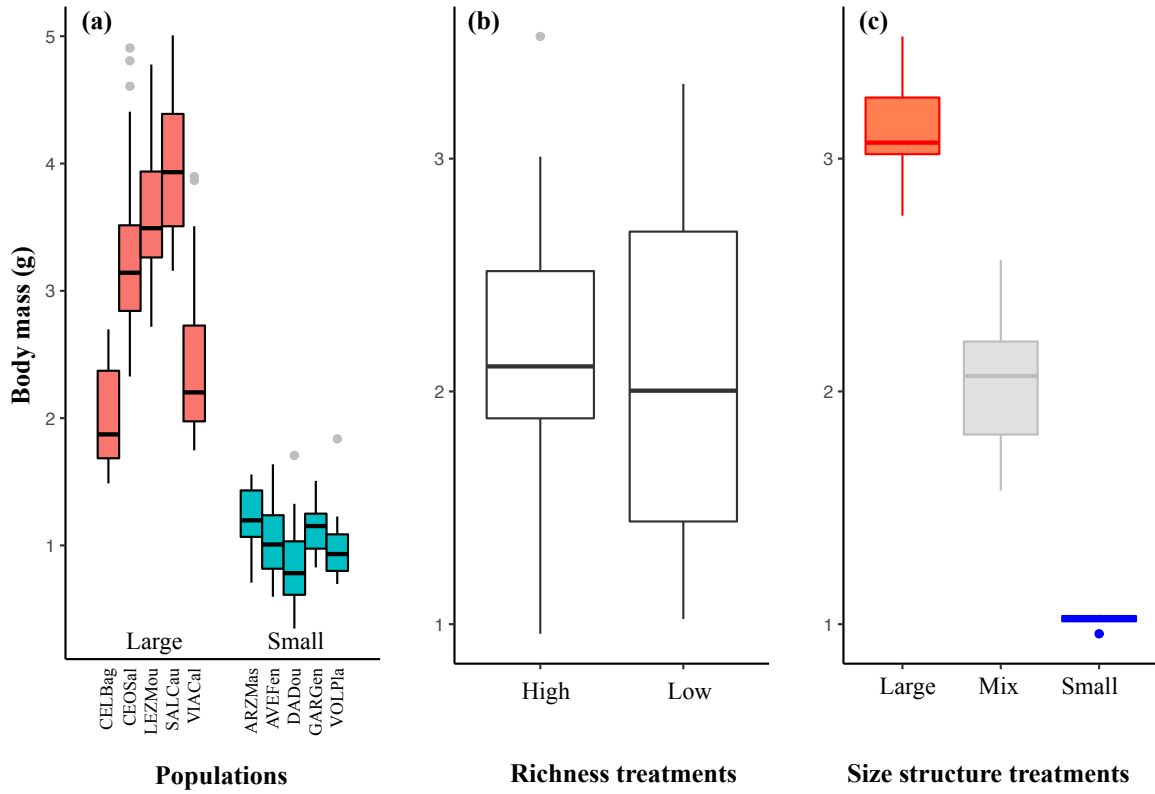 (a)
(b)
(c)
Body mass (g)
5
4
3
2
1
3
2
1
3
2
1
Large
Small
CELBag
CEOSal
LEZMou
SALCau
VIACal
ARZMas
AVEFen
DADou
GARGen
VOLPla
High
Low
Large
Mix
Small
Populations
Richness treatments
Size structure treatments